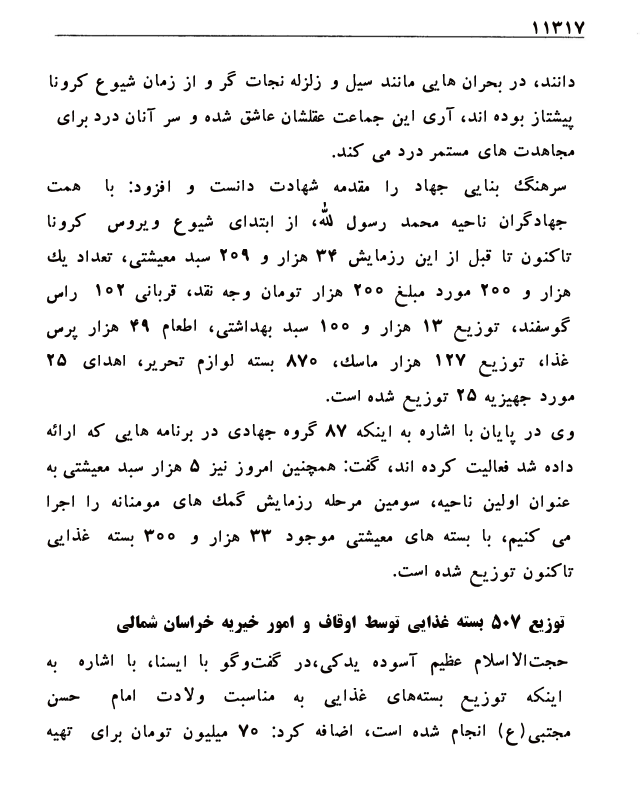 ۱۱۳۱۷
دانند، در بحران هایی مانند سیل و زلزله نجات گر و از زمان شیوع کرونا
پیشتاز بوده اند، آری این جماعت عقلشان عاشق شده و سر آنان درد برای
مجاهدت های مستمر درد می کند.
سرهنگ بنایی جهاد را مقدمه شهادت دانست و افزود: با همت
جهادگران ناحیه محمد رسول الله، از ابتدای شیوع ویروس کرونا
تاکنون تا قبل از این رزمایش ۳۴ هزار و ۲۰۹ سبد معیشتی، تعداد یك
هزار و ۲۰۰ مورد مبلغ ۲۰۰ هزار تومان وجه نقد، قربانی ۱۰۲ راس
گوسفند، توزیع ۱۳ هزار و ۱۰۰ سبد بهداشتی، اطعام ۴۹ هزار پرس
غذا، توزیع ۱۲۷ هزار ماسك، ۸۷۰ بسته لوازم تحریر، اهدای ۲۵
مورد جهیزیه ۲۵ توزیع شده است.
وی در پایان با اشاره به اینکه ۸۷ گروه جهادی در برنامه هایی که ارائه
داده شد فعالیت کرده اند، گفت: همچنین امروز نیز ۵ هزار سبد معیشتی به
عنوان اولین ناحیه، سومین مرحله رزمایش گمك های مومنانه را اجرا
می کنیم، با بسته های معیشتی موجود ۳۳ هزار و ۳۰۰ بسته غذایی
تاکنون توزیع شده است.
توزیع ۵۰۷ بسته غذایی توسط اوقاف و امور خیریه خراسان شمالی
حجت‌الاسلام عظیم آسوده یدکی،در گفت‌وگو با ایسنا، با اشاره به
اینکه توزیع بسته‌های غذایی به مناسبت ولادت امام حسن
مجتبی(ع) انجام شده است، اضافه کرد: ۷۰ میلیون تومان برای تهیه